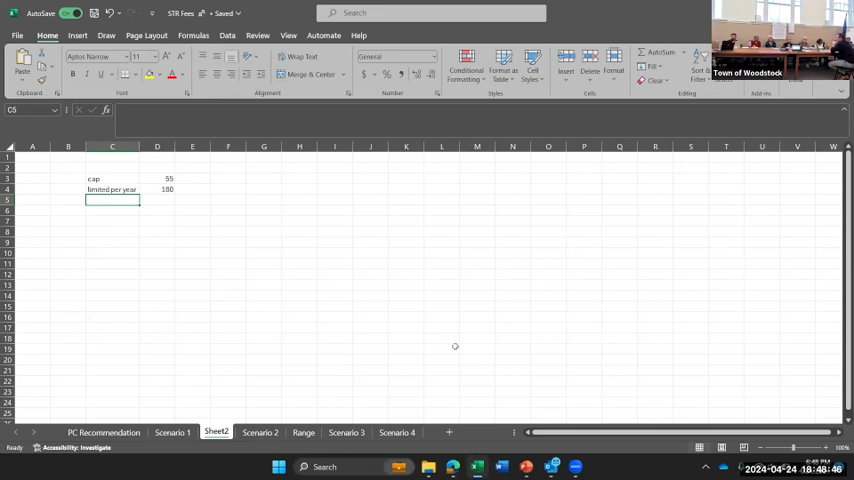 AutoSave On STR Fees Saved Search
File Home Insert Draw Page Layout Formulas Data Review View Automate Help
Paste Aptos Narrow 11 Wrap Text General Conditional Formatting Format as Table Cell Styles Insert Delete Format AutoSum Sort &
B I U Merge & Center $ % Fill
Clear
Clipboard Font Alignment Number Styles Cells Editing Add-ins
Town of Woodstock
C5 fx
A B C D E F G H I J K L M N O P Q R S T U V W
1
2
3 cap 55
4 limited per year 180
5
6
7
8
9
10
11
12
13
14
15
16
17
18
19
20
21
22
23
24
25
PC Recommendation Scenario 1 Sheet2 Scenario 2 Range Scenario 3 Scenario 4 +
Ready Accessibility: Investigate 100%
Search
2024-04-24 18:48:46